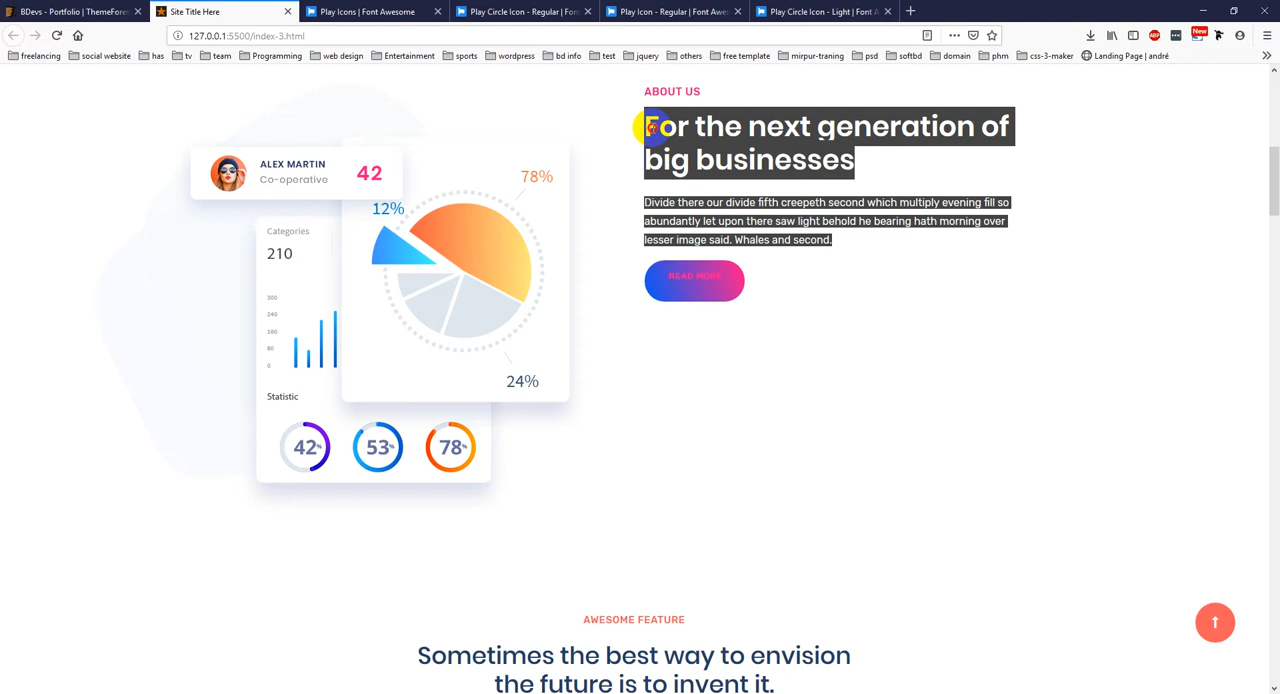 BDevs - Portfolio | ThemeFores
Site Title Here
Play Icons | Font Awesome
Play Circle Icon - Regular | Fon
Play Icon - Regular | Font Awes
Play Circle Icon - Light | Font A
127.0.0.1:5500/index-3.html
New
ABP
freelancing
social website
has
tv
team
Programming
web design
Entertainment
sports
wordpress
bd info
test
jquery
others
free template
mirpur-traning
psd
softbd
domain
phm
css-3-maker
Landing Page | andré
ABOUT US
For the next generation of
big businesses
Divide there our divide fifth creepeth second which multiply evening fill so
abundantly let upon there saw light behold he bearing hath morning over
lesser image said. Whales and second.
READ MORE
ALEX MARTIN
Co-operative
42
78%
12%
Categories
210
300
240
160
80
0
24%
Statistic
42%
53%
78%
AWESOME FEATURE
Sometimes the best way to envision
the future is to invent it.